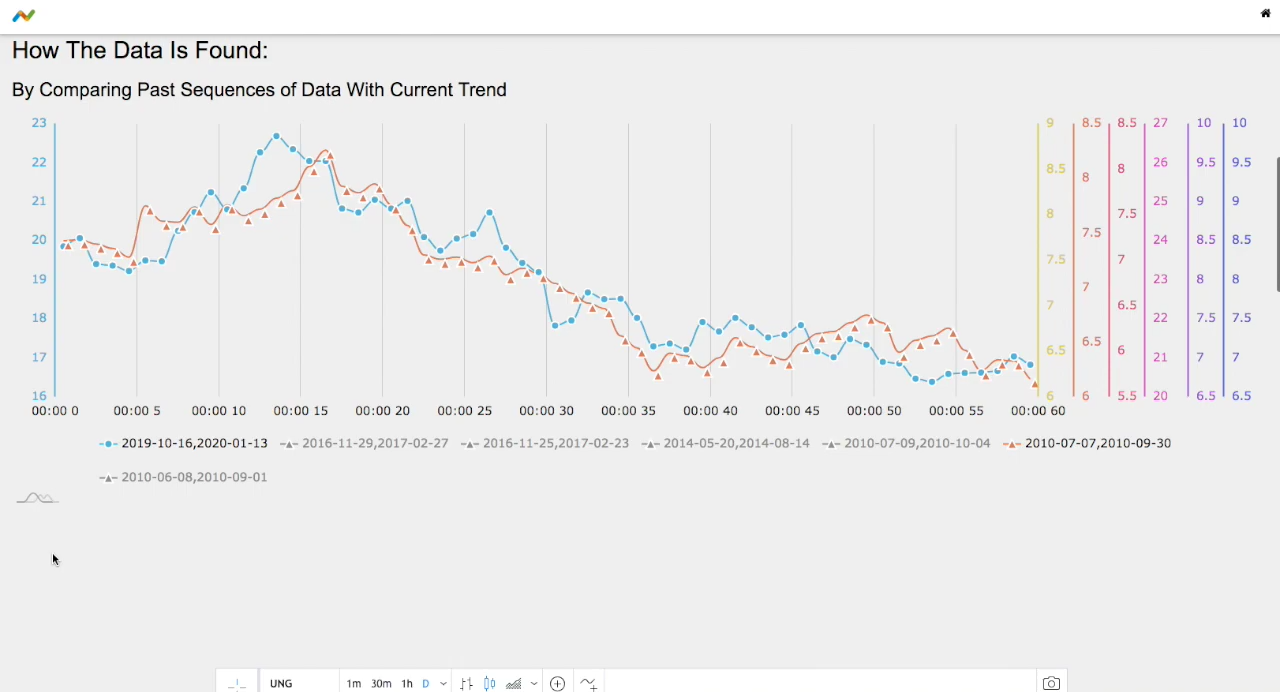 How The Data Is Found:
By Comparing Past Sequences of Data With Current Trend
23 9 8.5 8.5 27 10 10
22 8.5 8 8 26 9.5 9.5
21 8 7.5 7.5 25 9 9
20 7.5 7 7 24 8.5 8.5
19 7 6.5 6.5 23 8 8
18 6.5 6 6 22 7.5 7.5
17 6 5.5 21 7 7
16 20 6.5 6.5
00:00 0 00:00 5 00:00 10 00:00 15 00:00 20 00:00 25 00:00 30 00:00 35 00:00 40 00:00 45 00:00 50 00:00 55 00:00 60
2019-10-16,2020-01-13 2016-11-29,2017-02-27 2016-11-25,2017-02-23 2014-05-20,2014-08-14 2010-07-09,2010-10-04 2010-07-07,2010-09-30
2010-06-08,2010-09-01
UNG 1m 30m 1h D